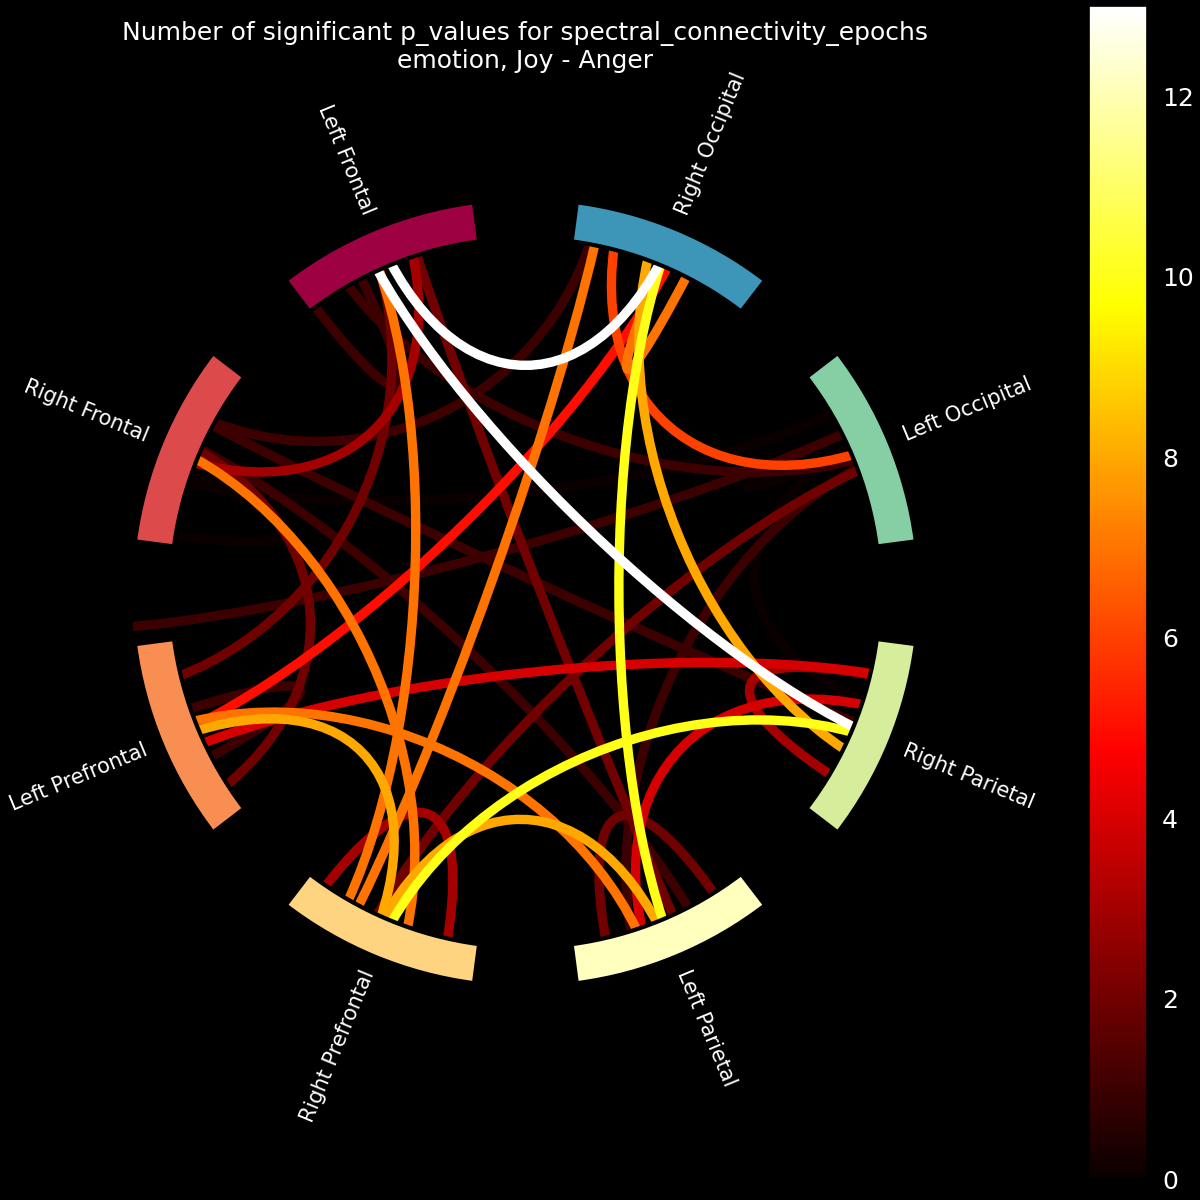 Number of significant p_values for spectral_connectivity_epochs
emotion, Joy - Anger
Left Frontal
Right Occipital
Right Frontal
Left Occipital
Left Prefrontal
Right Parietal
Right Prefrontal
Left Parietal
12
10
8
6
4
2
0